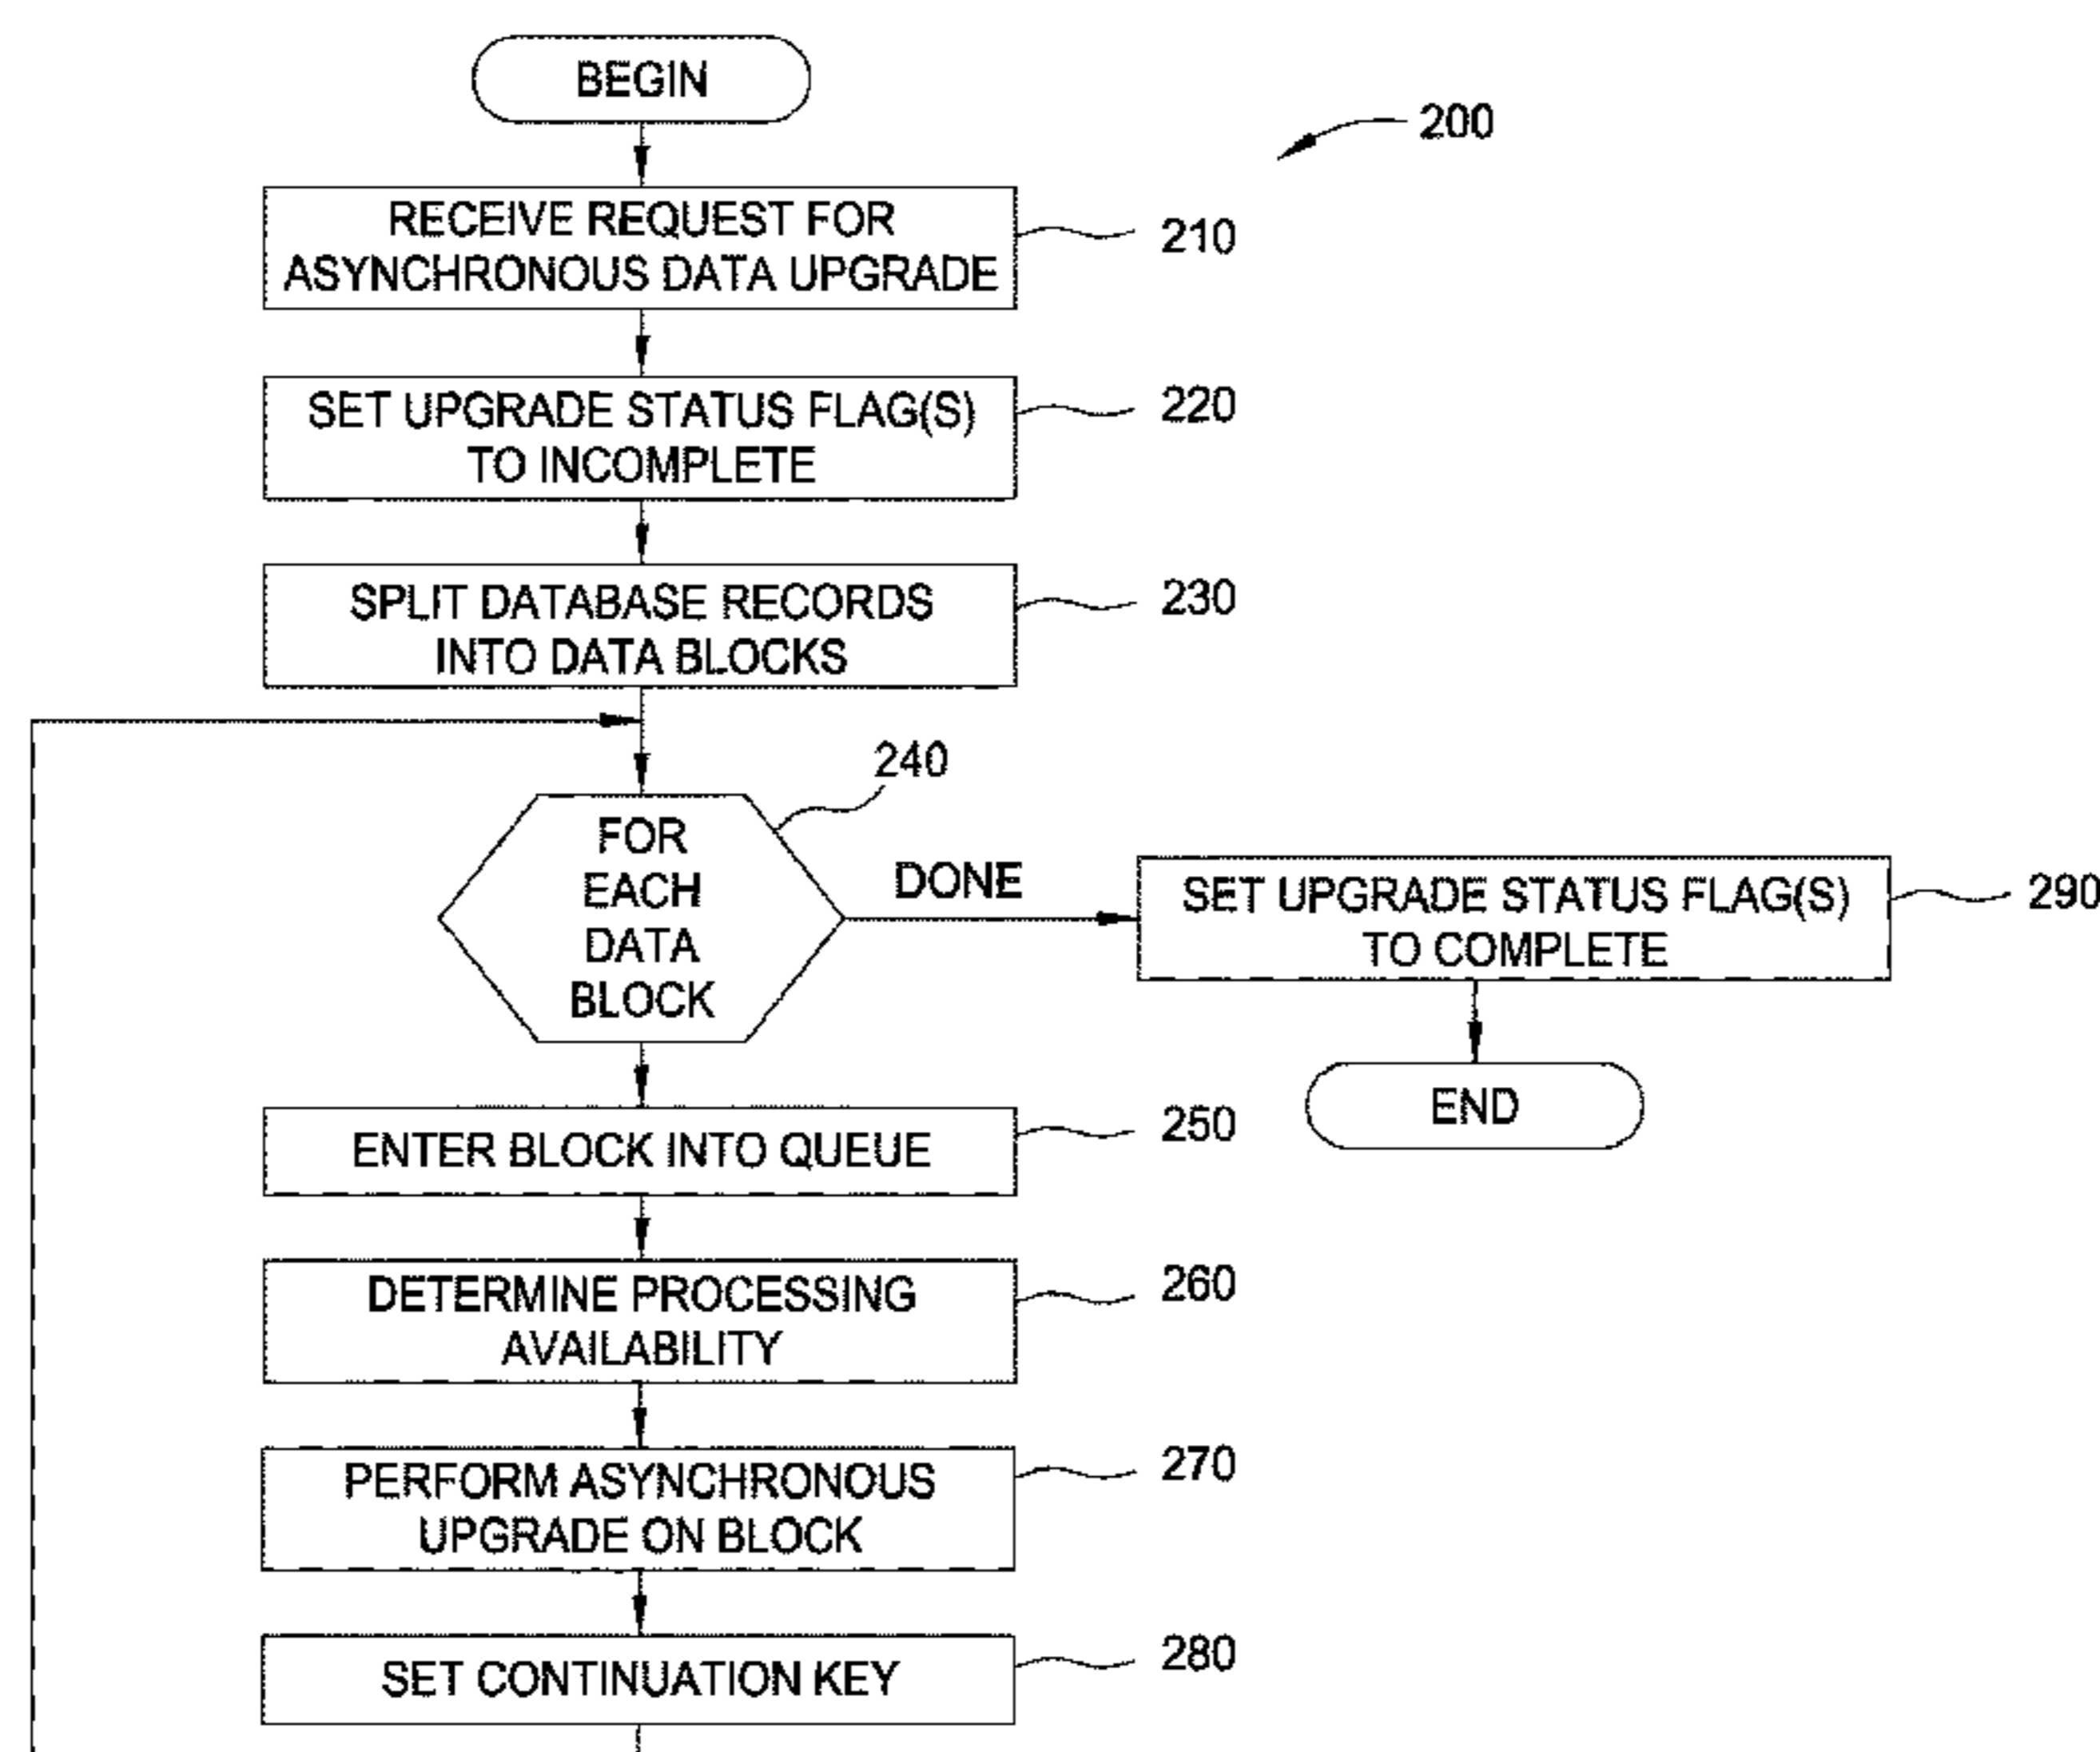 BEGIN
200
RECEIVE REQUEST FOR
ASYNCHRONOUS DATA UPGRADE
210
SET UPGRADE STATUS FLAG(S)
TO INCOMPLETE
220
SPLIT DATABASE RECORDS
INTO DATA BLOCKS
230
240
FOR
EACH
DATA
BLOCK
DONE
SET UPGRADE STATUS FLAG(S)
TO COMPLETE
290
END
ENTER BLOCK INTO QUEUE
250
DETERMINE PROCESSING
AVAILABILITY
260
PERFORM ASYNCHRONOUS
UPGRADE ON BLOCK
270
SET CONTINUATION KEY
280